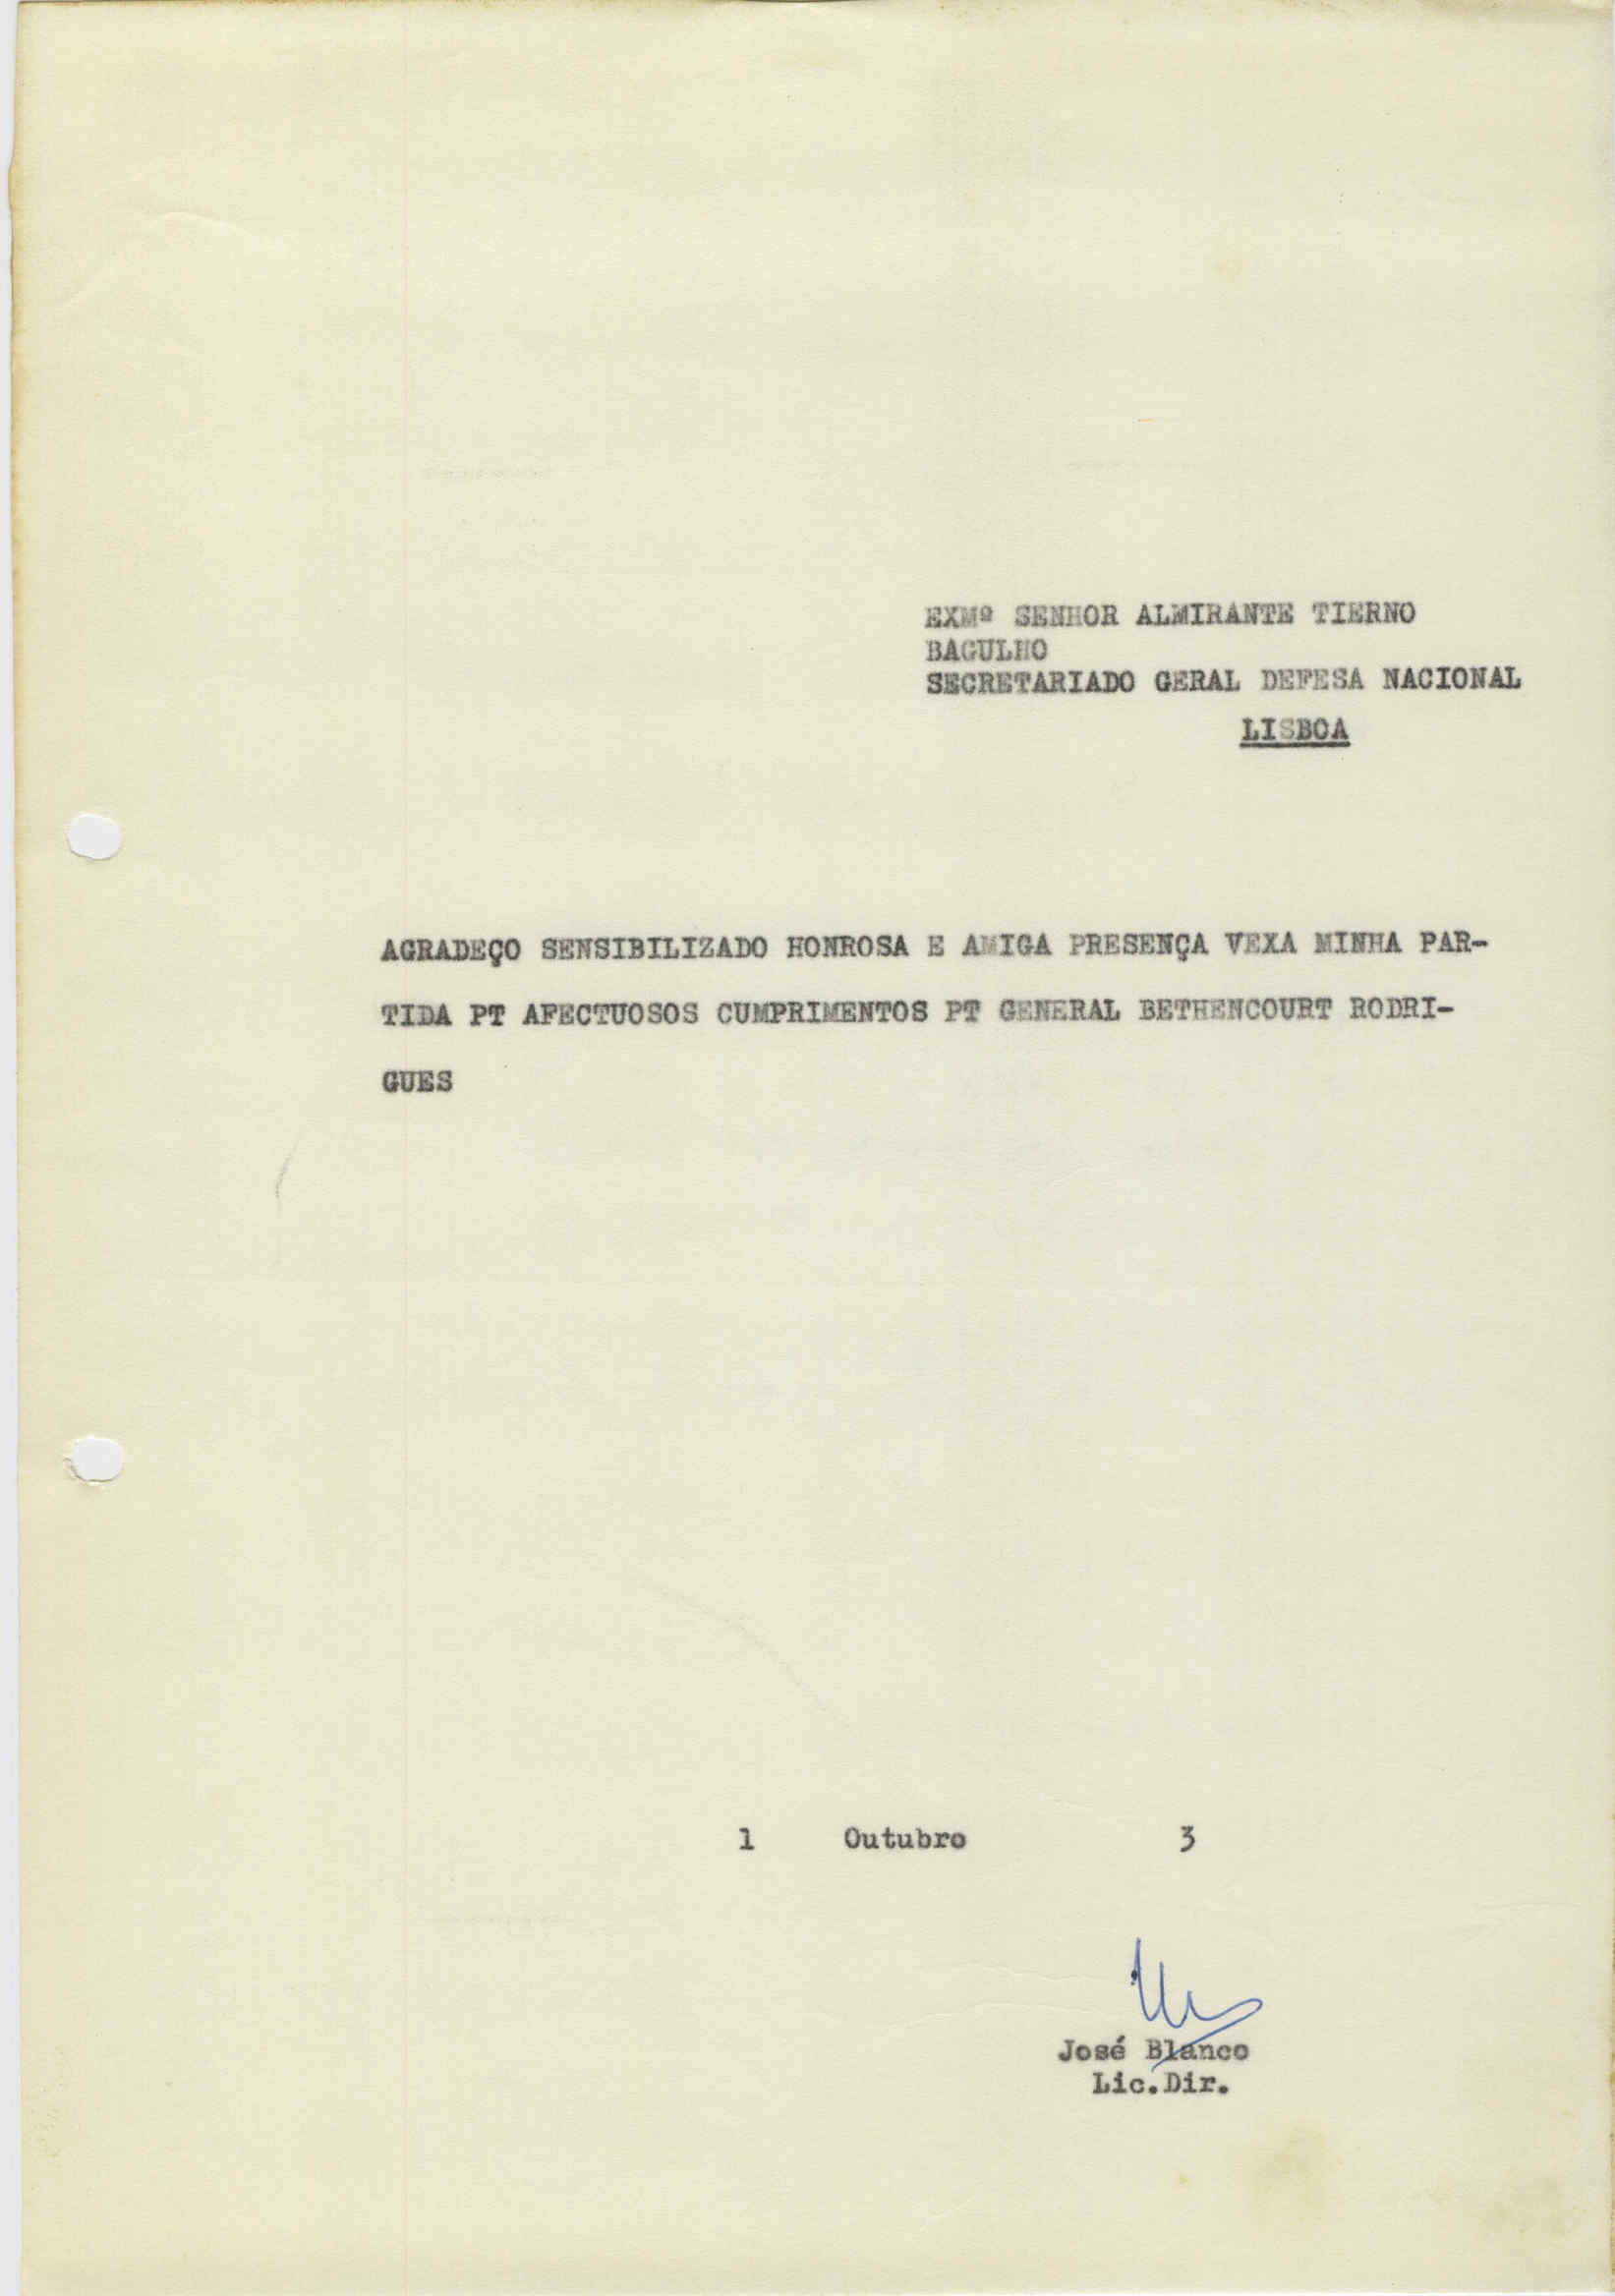 EXMº SENHOR ALMIRANTE TIERNO
BAGULHO
SECRETARIADO GERAL DEFESA NACIONAL
LISBOA
AGRADEÇO SENSIBILIZADO HONROSA E AMIGA PRESENÇA VEXA MINHA PAR-
TIDA PT AFECTUOSOS CUMPRIMENTOS PT GENERAL BETHENCOURT RODRI-
GUES
1 Outubro 3
José Blanco
Lic.Dir.